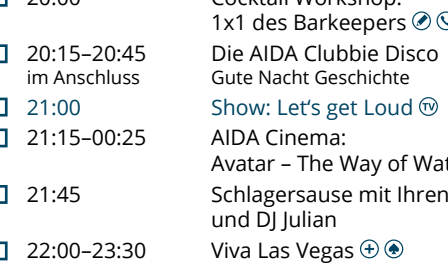 20:00 Cocktail Workshop:
1x1 des Barkeepers
20:15–20:45 Die AIDA Clubbie Disco
im Anschluss Gute Nacht Geschichte
21:00 Show: Let's get Loud TV
21:15–00:25 AIDA Cinema:
Avatar – The Way of
21:45 Schlagersause mit Ihren
und DJ Julian
22:00–23:30 Viva Las Vegas